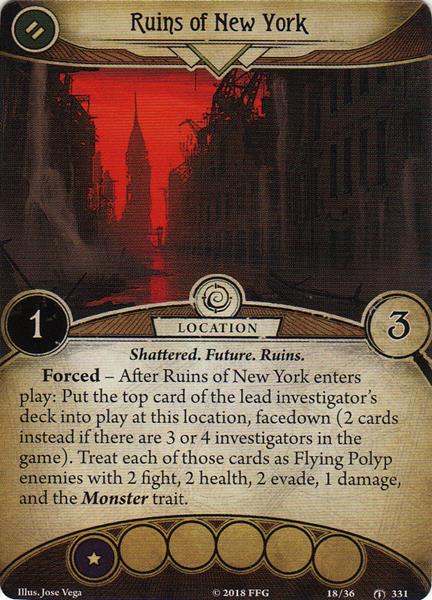 Ruins of New York
1
LOCATION
3
Shattered. Future. Ruins.
Forced – After Ruins of New York enters
play: Put the top card of the lead investigator's
deck into play at this location, facedown (2 cards
instead if there are 3 or 4 investigators in the
game). Treat each of those cards as Flying Polyp
enemies with 2 fight, 2 health, 2 evade, 1 damage,
and the Monster trait.
Illus. Jose Vega © 2018 FFG 18/36 331